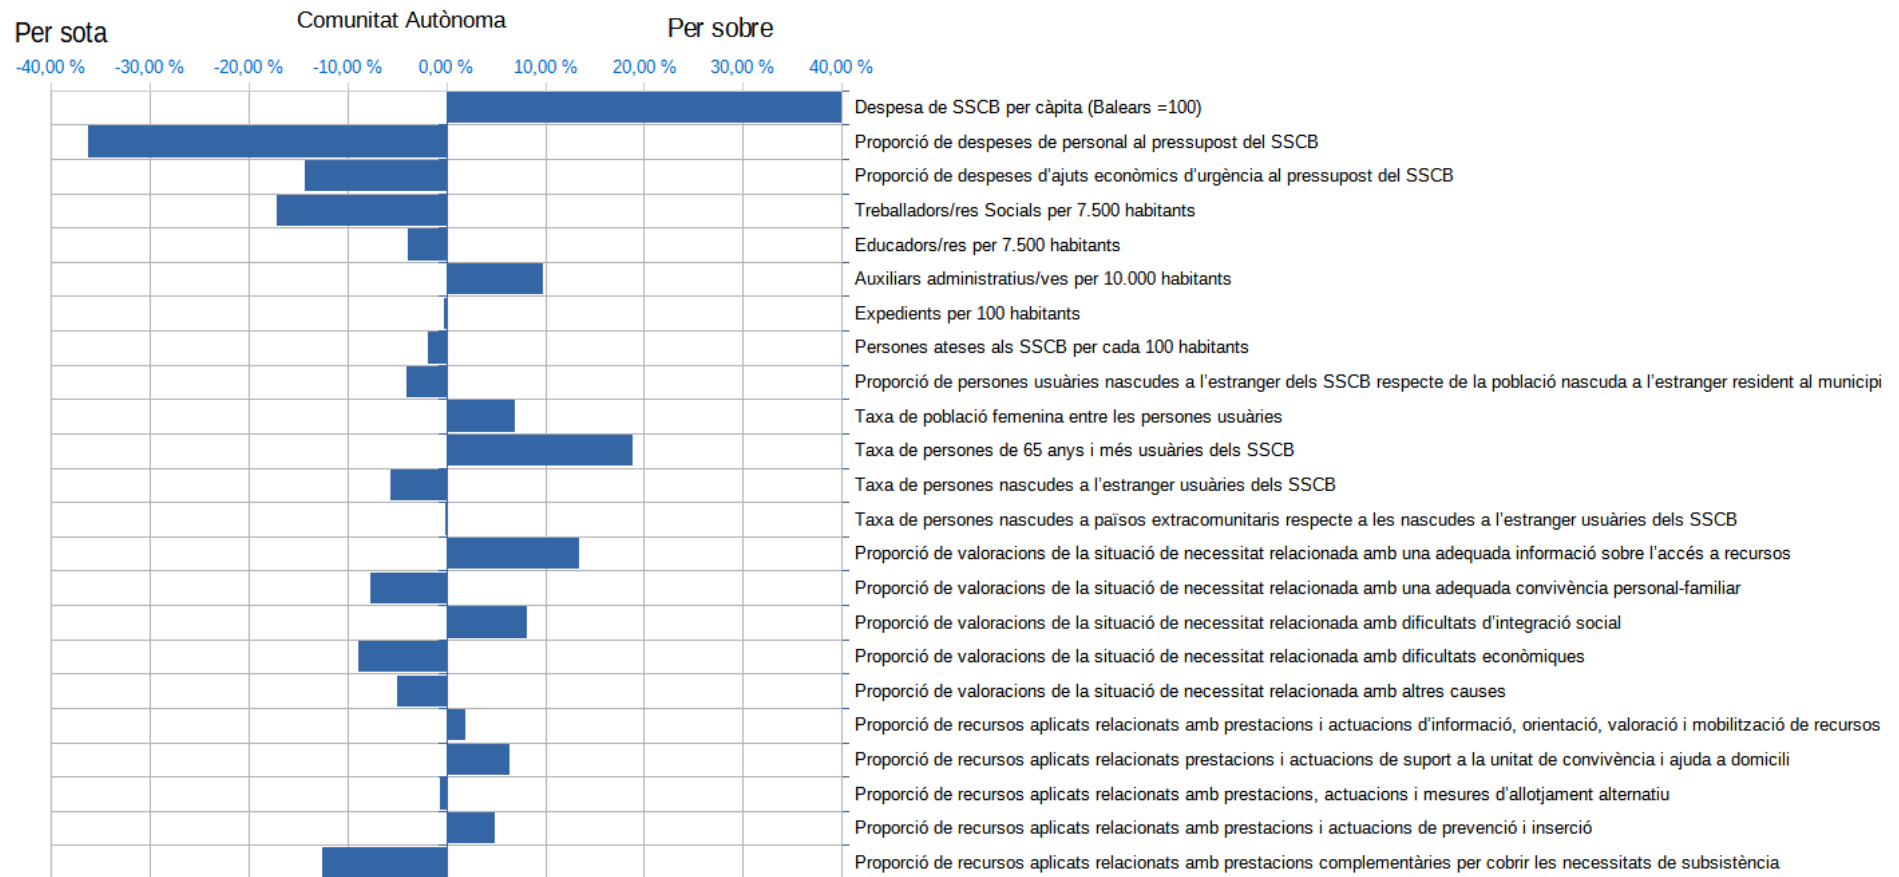 Comunitat Autònoma
Per sota
Per sobre
-40,00 % -30,00 % -20,00 % -10,00 % 0,00 % 10,00 % 20,00 % 30,00 % 40,00 %
Despesa de SSCB per càpita (Balears =100)
Proporció de despeses de personal al pressupost del SSCB
Proporció de despeses d’ajuts econòmics d’urgència al pressupost del SSCB
Treballadors/res Socials per 7.500 habitants
Educadors/res per 7.500 habitants
Auxiliars administratius/ves per 10.000 habitants
Expedients per 100 habitants
Persones ateses als SSCB per cada 100 habitants
Proporció de persones usuàries nascudes a l’estranger dels SSCB respecte de la població nascuda a l’estranger resident al municipi
Taxa de població femenina entre les persones usuàries
Taxa de persones de 65 anys i més usuàries dels SSCB
Taxa de persones nascudes a l’estranger usuàries dels SSCB
Taxa de persones nascudes a països extracomunitaris respecte a les nascudes a l’estranger usuàries dels SSCB
Proporció de valoracions de la situació de necessitat relacionada amb una adequada informació sobre l’accés a recursos
Proporció de valoracions de la situació de necessitat relacionada amb una adequada convivència personal-familiar
Proporció de valoracions de la situació de necessitat relacionada amb dificultats d’integració social
Proporció de valoracions de la situació de necessitat relacionada amb dificultats econòmiques
Proporció de valoracions de la situació de necessitat relacionada amb altres causes
Proporció de recursos aplicats relacionats amb prestacions i actuacions d’informació, orientació, valoració i mobilització de recursos
Proporció de recursos aplicats relacionats prestacions i actuacions de suport a la unitat de convivència i ajuda a domicili
Proporció de recursos aplicats relacionats amb prestacions, actuacions i mesures d’allotjament alternatiu
Proporció de recursos aplicats relacionats amb prestacions i actuacions de prevenció i inserció
Proporció de recursos aplicats relacionats amb prestacions complementàries per cobrir les necessitats de subsistència